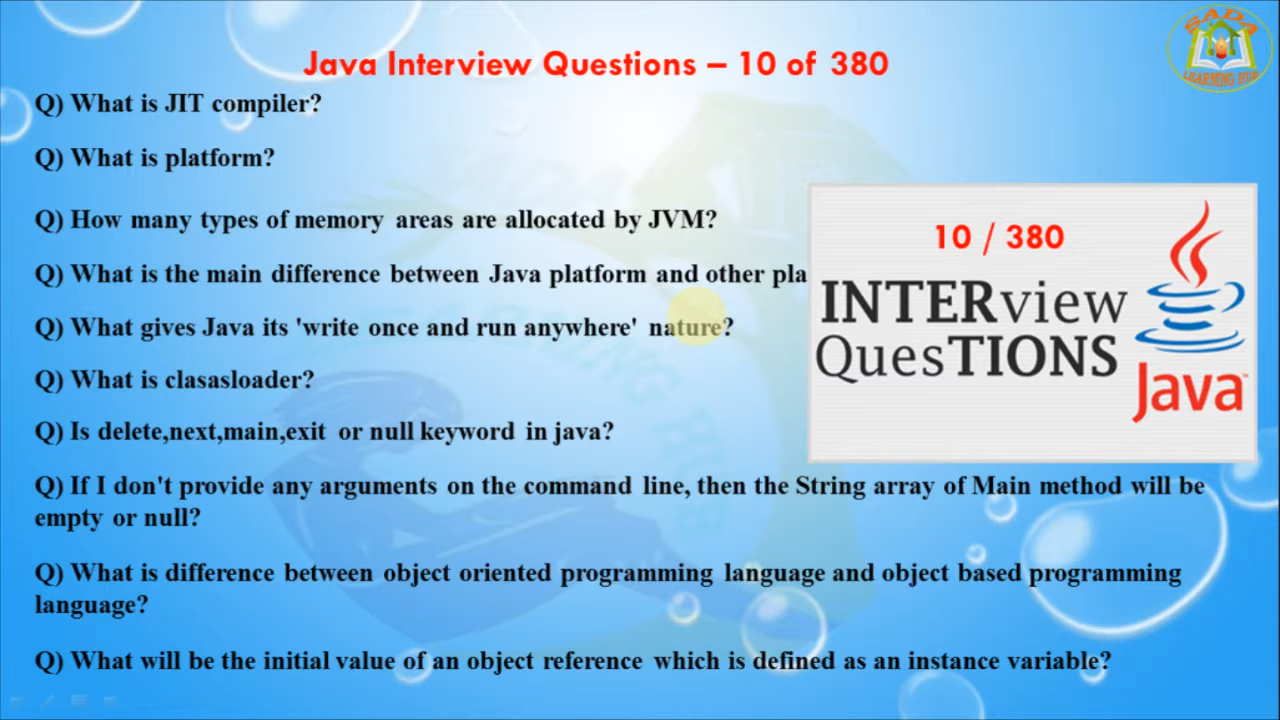 Java Interview Questions – 10 of 380
SADA
LEARNING HUB
Q) What is JIT compiler?
Q) What is platform?
Q) How many types of memory areas are allocated by JVM?
Q) What is the main difference between Java platform and other pla
Q) What gives Java its 'write once and run anywhere' nature?
Q) What is clasasloader?
Q) Is delete,next,main,exit or null keyword in java?
Q) If I don't provide any arguments on the command line, then the String array of Main method will be
empty or null?
Q) What is difference between object oriented programming language and object based programming
language?
Q) What will be the initial value of an object reference which is defined as an instance variable?
10 / 380
INTERview
QuesTIONS
Java™